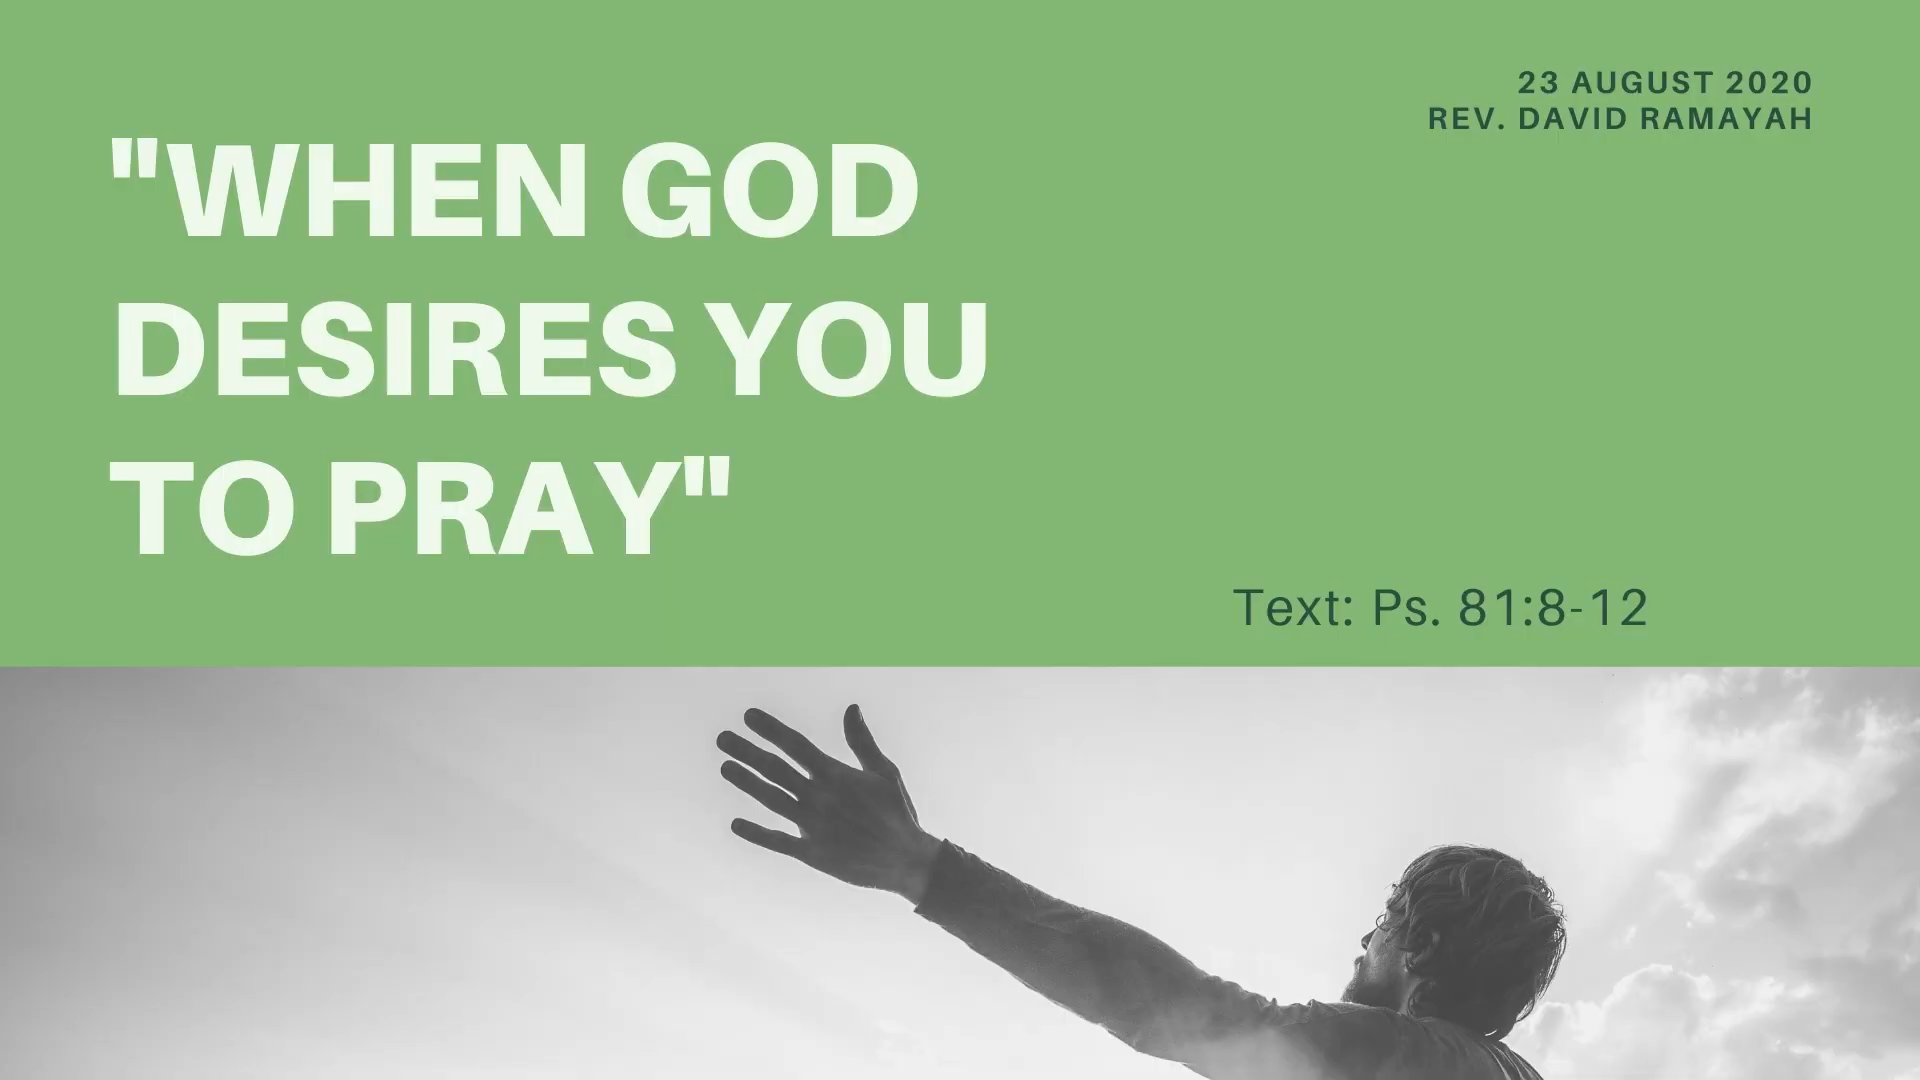 23 AUGUST 2020
REV. DAVID RAMAYAH
"WHEN GOD
DESIRES YOU
TO PRAY"
Text: Ps. 81:8-12